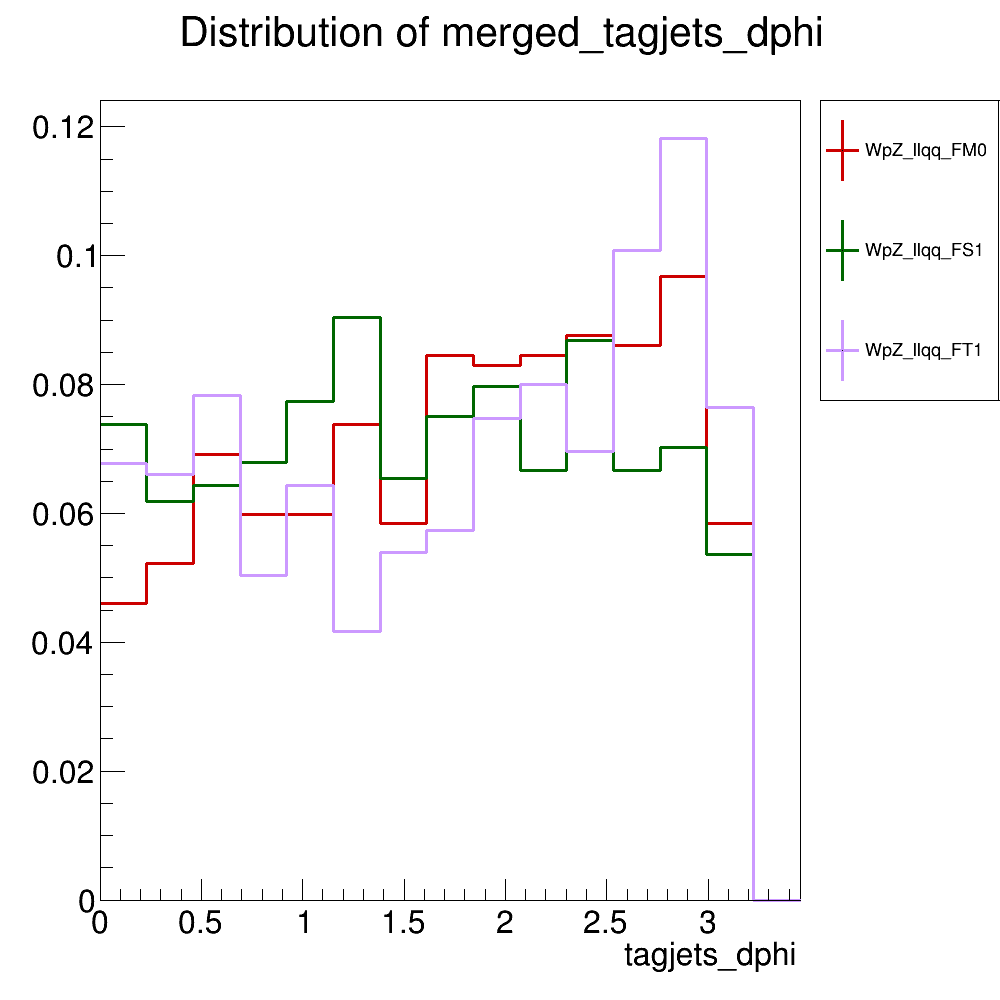 Distribution of merged_tagjets_dphi
0.12
0.1
0.08
0.06
0.04
0.02
0
0 0.5 1 1.5 2 2.5 3
tagjets_dphi
WpZ_llqq_FM0
WpZ_llqq_FS1
WpZ_llqq_FT1